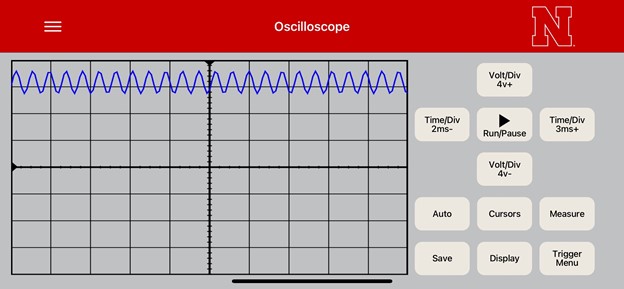 Oscilloscope
N
Volt/Div
4v+
Time/Div
2ms-
Run/Pause
Time/Div
3ms+
Volt/Div
4v-
Auto
Cursors
Measure
Save
Display
Trigger
Menu